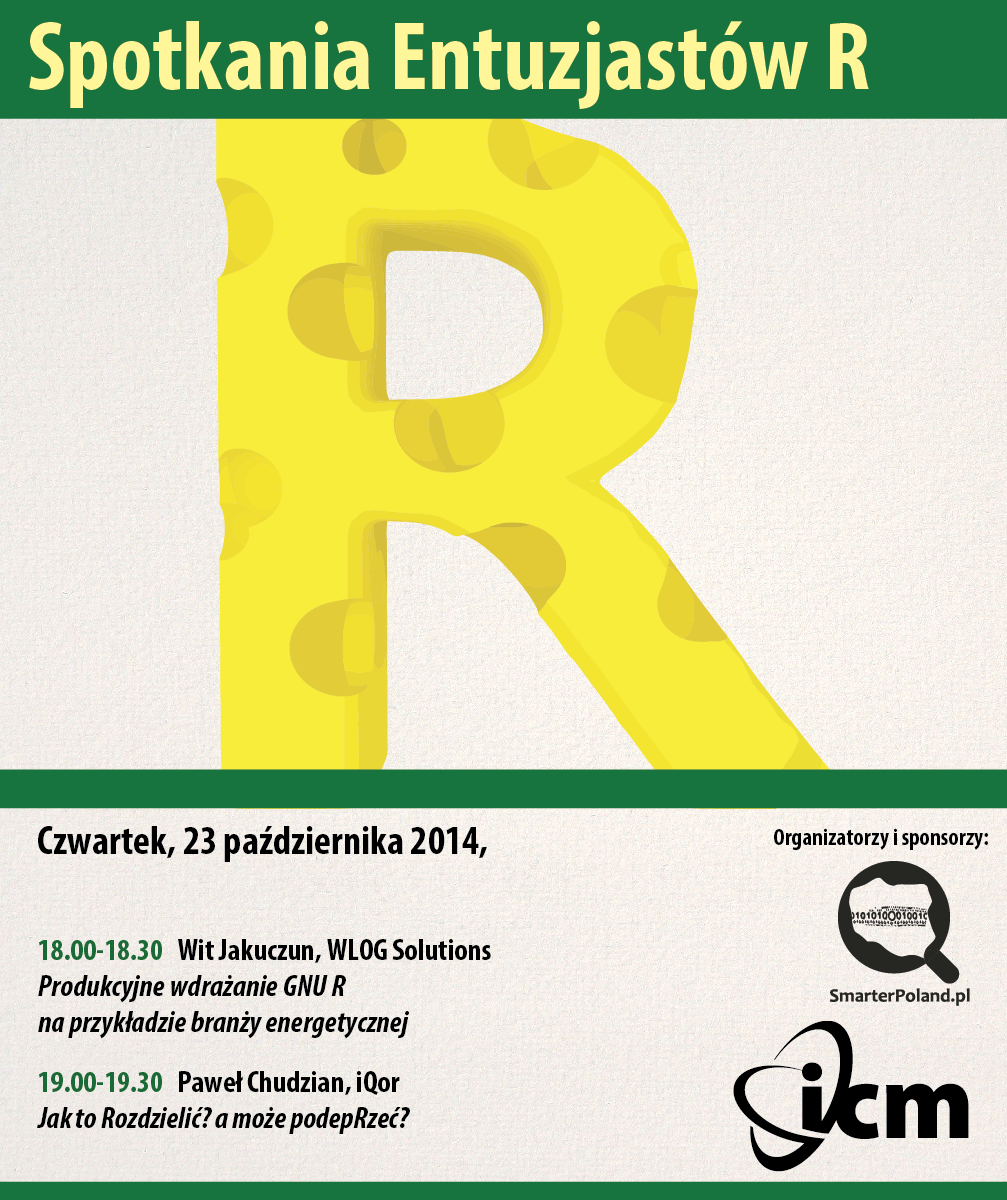 Spotkania Entuzjastów R
R
Czwartek, 23 października 2014,
18.00-18.30 Wit Jakuczun, WLOG Solutions
Produkcyjne wdrażanie GNU R
na przykładzie branży energetycznej
19.00-19.30 Paweł Chudzian, iQor
Jak to Rozdzielić? a może podepRzeć?
Organizatorzy i sponsorzy:
SmarterPoland.pl
icm